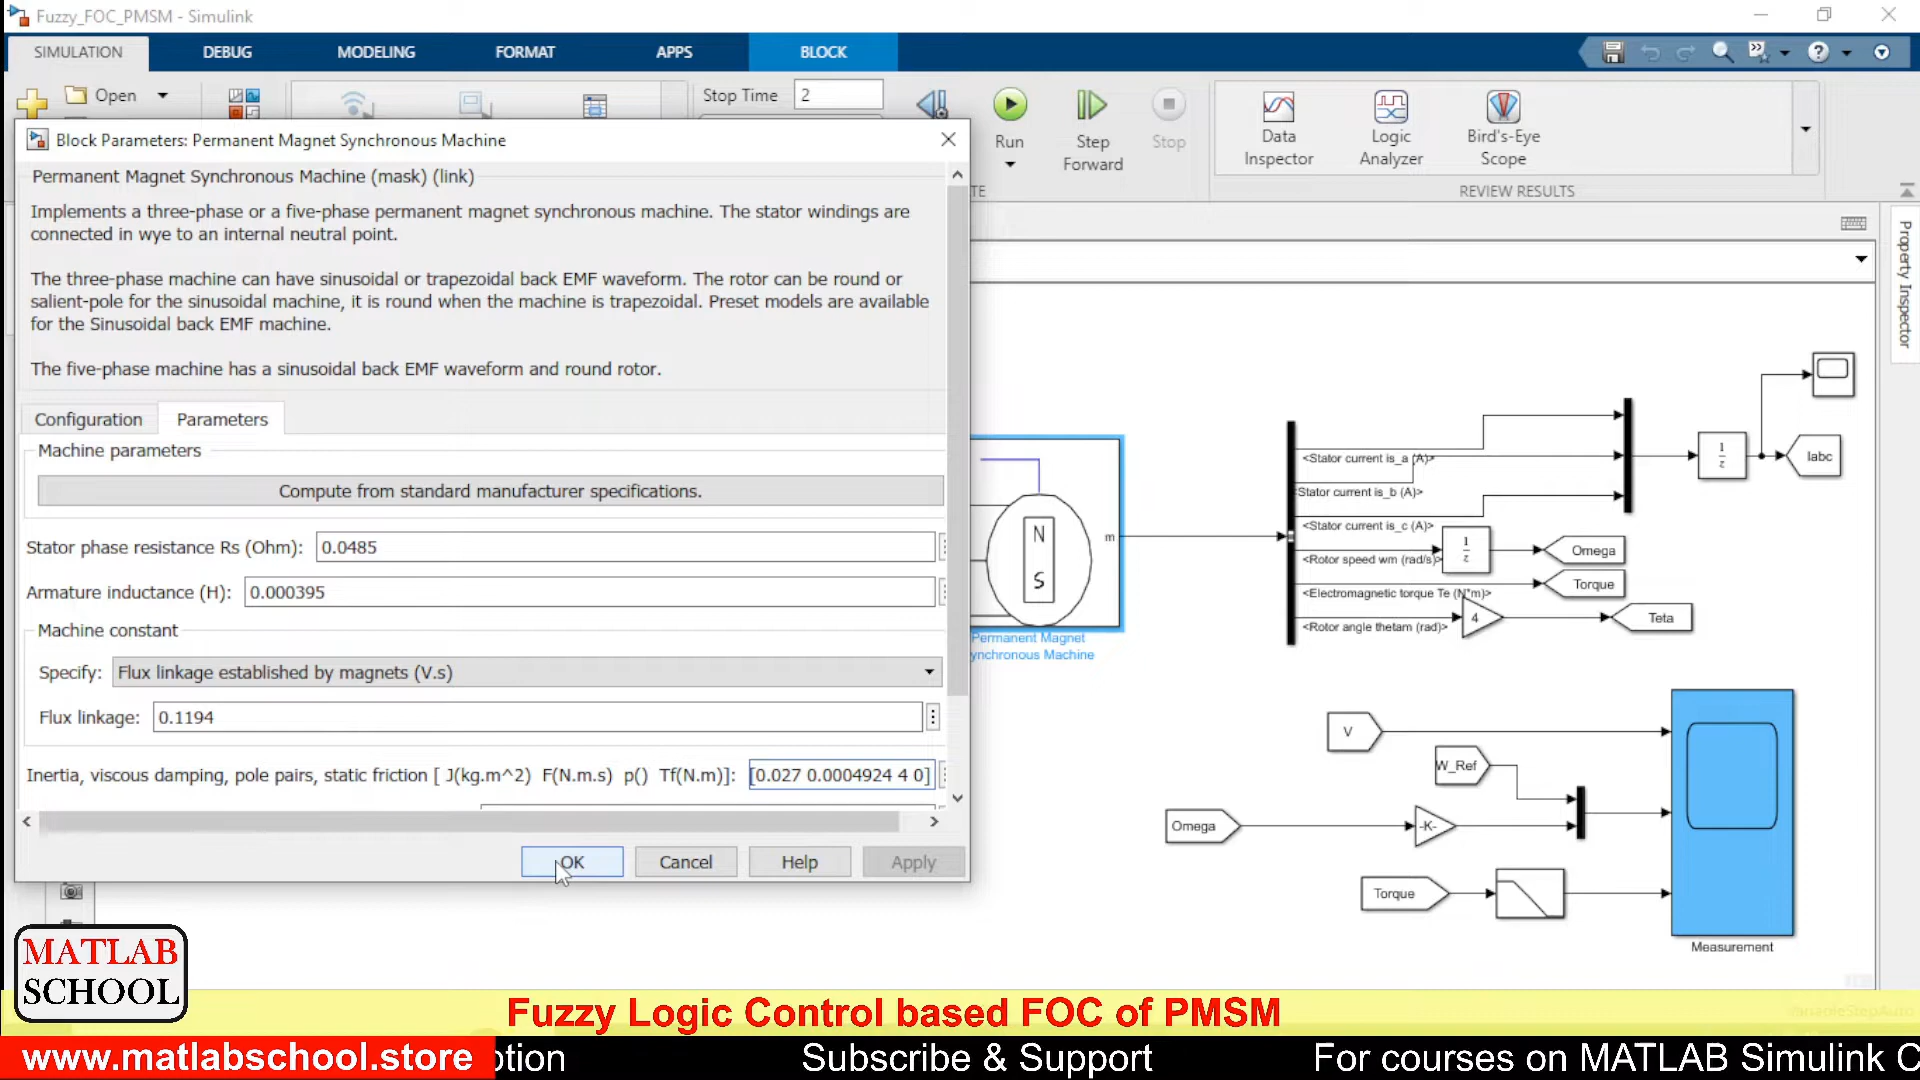 Fuzzy_FOC_PMSM - Simulink
SIMULATION
DEBUG
MODELING
FORMAT
APPS
BLOCK
Open
Stop Time
2
Run
Step
Forward
Stop
Data
Inspector
Logic
Analyzer
Bird's-Eye
Scope
REVIEW RESULTS
Property Inspector
Block Parameters: Permanent Magnet Synchronous Machine
Permanent Magnet Synchronous Machine (mask) (link)
Implements a three-phase or a five-phase permanent magnet synchronous machine. The stator windings are
connected in wye to an internal neutral point.
The three-phase machine can have sinusoidal or trapezoidal back EMF waveform. The rotor can be round or
salient-pole for the sinusoidal machine, it is round when the machine is trapezoidal. Preset models are available
for the Sinusoidal back EMF machine.
The five-phase machine has a sinusoidal back EMF waveform and round rotor.
Configuration
Parameters
Machine parameters
Compute from standard manufacturer specifications.
Stator phase resistance Rs (Ohm):
0.0485
Armature inductance (H):
0.000395
Machine constant
Specify:
Flux linkage established by magnets (V.s)
Flux linkage:
0.1194
Inertia, viscous damping, pole pairs, static friction [ J(kg.m^2) F(N.m.s) p() Tf(N.m)]:
[0.027 0.0004924 4 0]
OK
Cancel
Help
Apply
N
S
m
Permanent Magnet
ynchronous Machine
<Stator current is_a (A)>
Stator current is_b (A)>
<Stator current is_c (A)>
<Rotor speed wm (rad/s)>
<Electromagnetic torque Te (N*m)>
<Rotor angle thetam (rad)>
1
z
Iabc
1
z
Omega
Torque
4
Teta
V
W_Ref
Omega
-K-
Torque
Measurement
MATLAB
SCHOOL
Fuzzy Logic Control based FOC of PMSM
www.matlabschool.store
otion
Subscribe & Support
For courses on MATLAB Simulink C